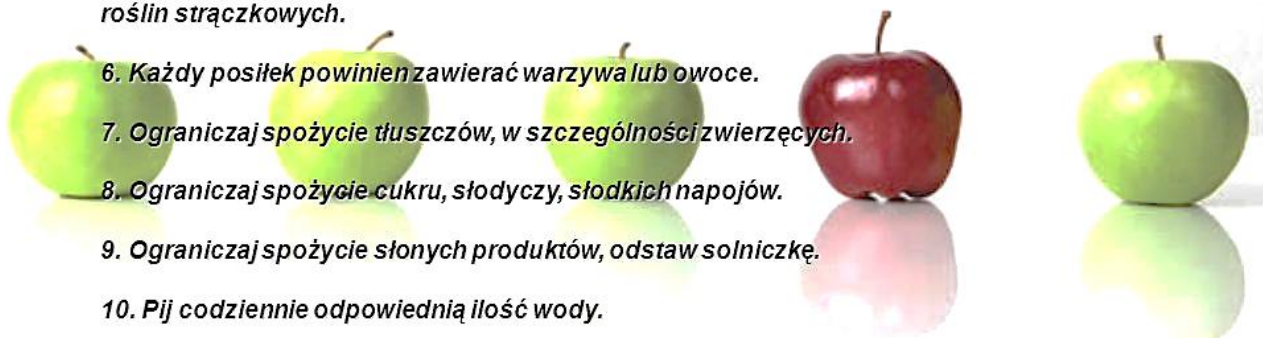 roślin strączkowych.
6. Każdy posiłek powinien zawierać warzywa lub owoce.
7. Ograniczaj spożycie tłuszczów, w szczególności zwierzęcych.
8. Ograniczaj spożycie cukru, słodyczy, słodkich napojów.
9. Ograniczaj spożycie słonych produktów, odstaw solniczkę.
10. Pij codziennie odpowiednią ilość wody.